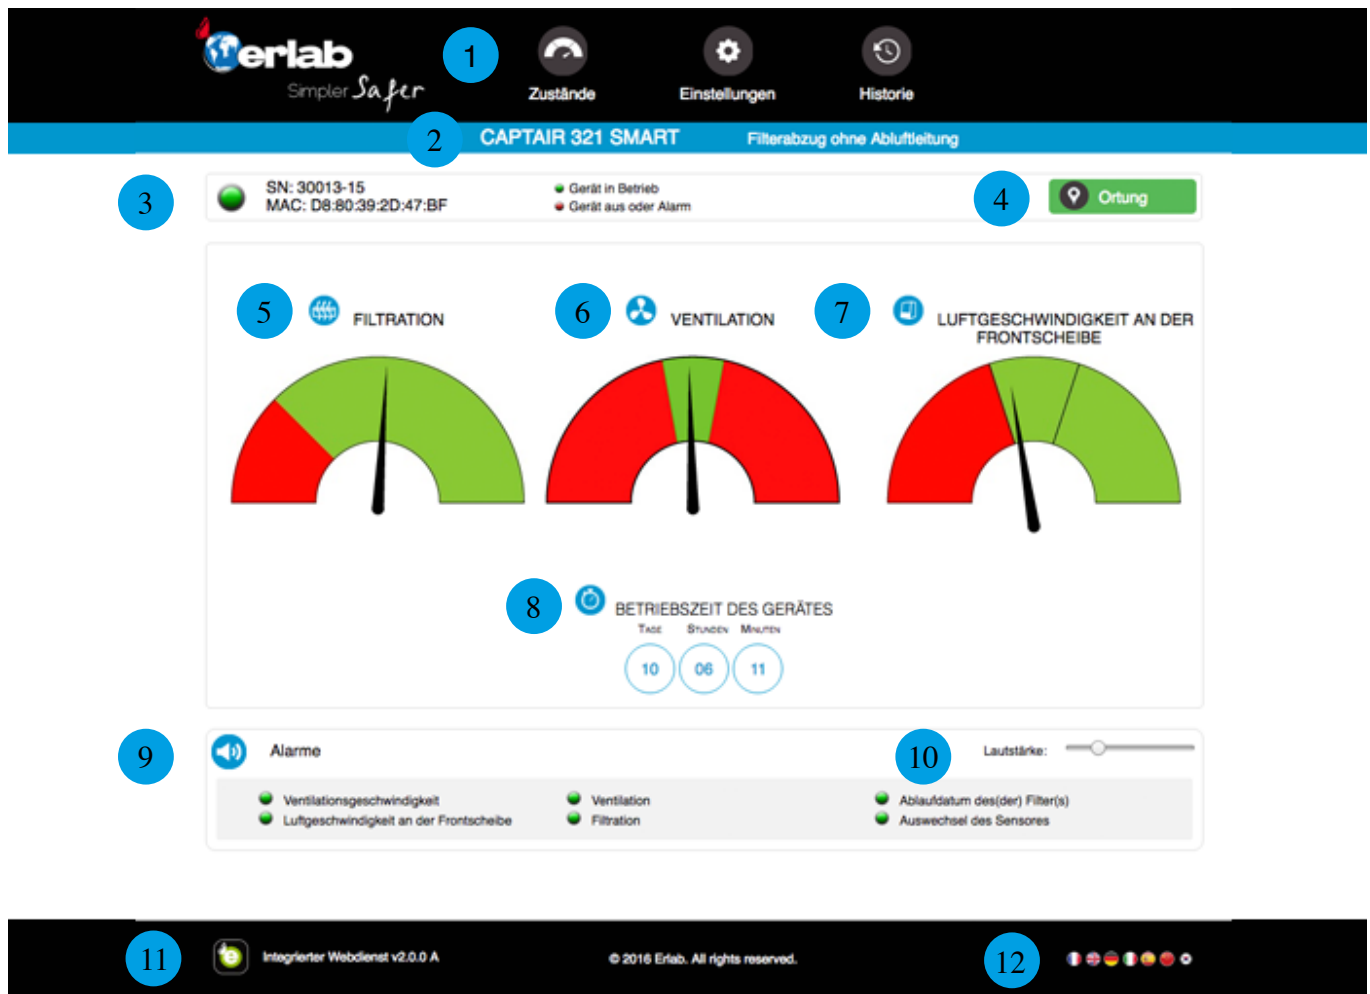 erlab
Simpler Safer
1
Zustände
Einstellungen
Historie
2
CAPTAIR 321 SMART
Filterabzug ohne Abluftleitung
3
SN: 30013-15
MAC: D8:80:39:2D:47:BF
Gerät in Betrieb
Gerät aus oder Alarm
4
Ortung
5
FILTRATION
6
VENTILATION
7
LUFTGESCHWINDIGKEIT AN DER
FRONTSCHEIBE
8
BETRIEBSZEIT DES GERÄTES
TAGE STUNDEN MINUTEN
10 06 11
9
Alarme
10
Lautstärke:
Ventilationsgeschwindigkeit
Luftgeschwindigkeit an der Frontscheibe
Ventilation
Filtration
Ablaufdatum des(der) Filter(s)
Auswechsel des Sensores
11
Integrierter Webdienst v2.0.0 A
© 2016 Erlab. All rights reserved.
12